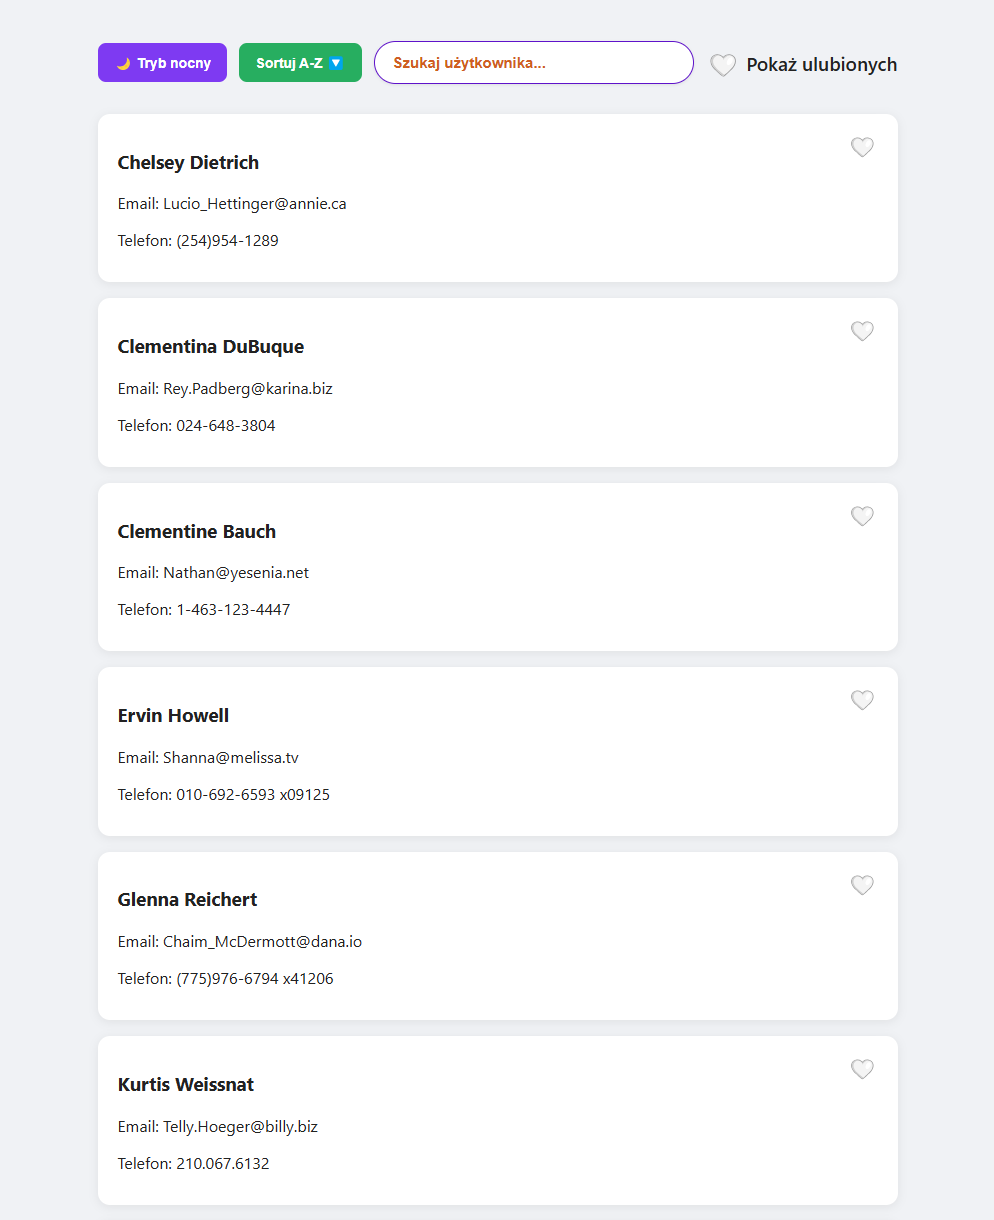 🌙 Tryb nocny
Sortuj A-Z 🔽
Szukaj użytkownika...
🤍 Pokaż ulubionych
Chelsey Dietrich
Email: Lucio_Hettinger@annie.ca
Telefon: (254)954-1289
Clementina DuBuque
Email: Rey.Padberg@karina.biz
Telefon: 024-648-3804
Clementine Bauch
Email: Nathan@yesenia.net
Telefon: 1-463-123-4447
Ervin Howell
Email: Shanna@melissa.tv
Telefon: 010-692-6593 x09125
Glenna Reichert
Email: Chaim_McDermott@dana.io
Telefon: (775)976-6794 x41206
Kurtis Weissnat
Email: Telly.Hoeger@billy.biz
Telefon: 210.067.6132